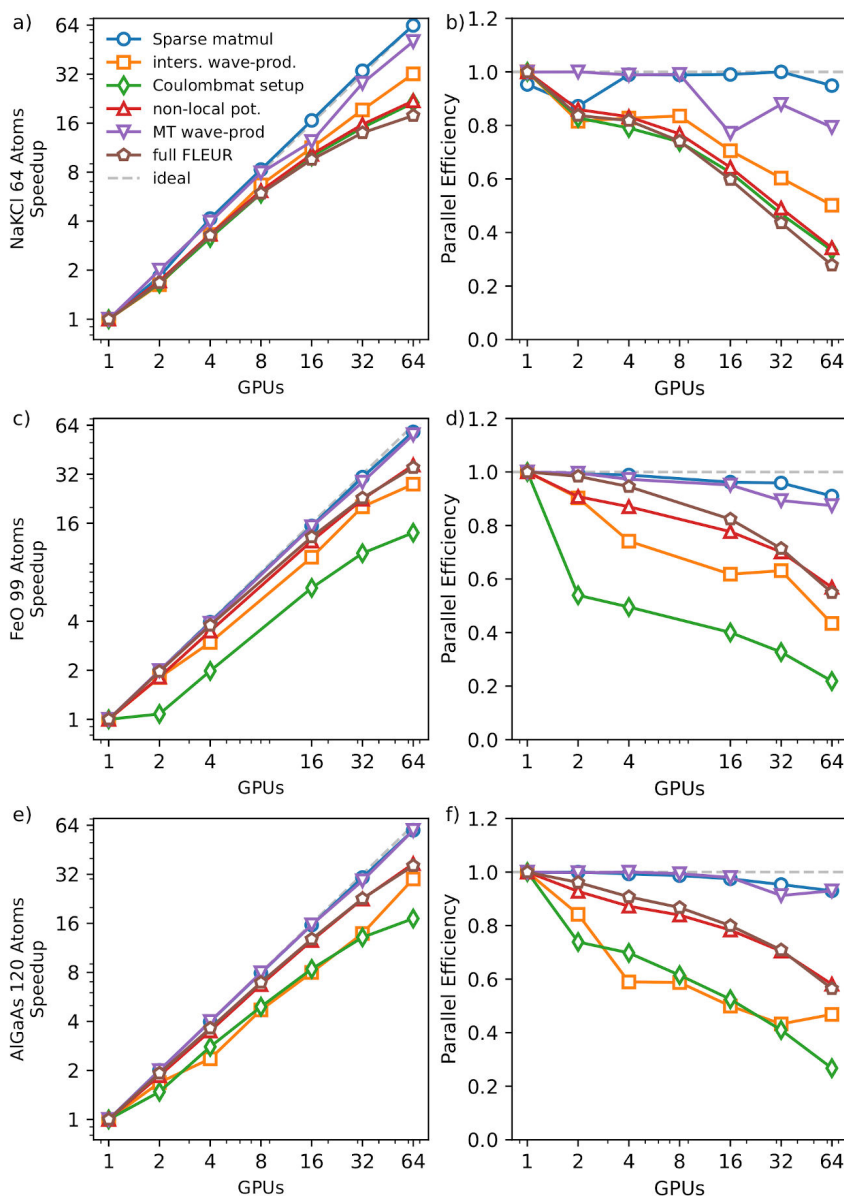 a)
NaKCl 64 Atoms
Speedup
64
32
16
8
4
2
1
Sparse matmul
inters. wave-prod.
Coulombmat setup
non-local pot.
MT wave-prod
full FLEUR
ideal
1 2 4 8 16 32 64
GPUs
b)
Parallel Efficiency
1.2
1.0
0.8
0.6
0.4
0.2
0.0
1 2 4 8 16 32 64
GPUs
c)
FeO 99 Atoms
Speedup
64
32
16
4
2
1
1 2 4 16 32 64
GPUs
d)
Parallel Efficiency
1.2
1.0
0.8
0.6
0.4
0.2
0.0
1 2 4 16 32 64
GPUs
e)
AlGaAs 120 Atoms
Speedup
64
32
16
8
4
2
1
1 2 4 8 16 32 64
GPUs
f)
Parallel Efficiency
1.2
1.0
0.8
0.6
0.4
0.2
0.0
1 2 4 8 16 32 64
GPUs